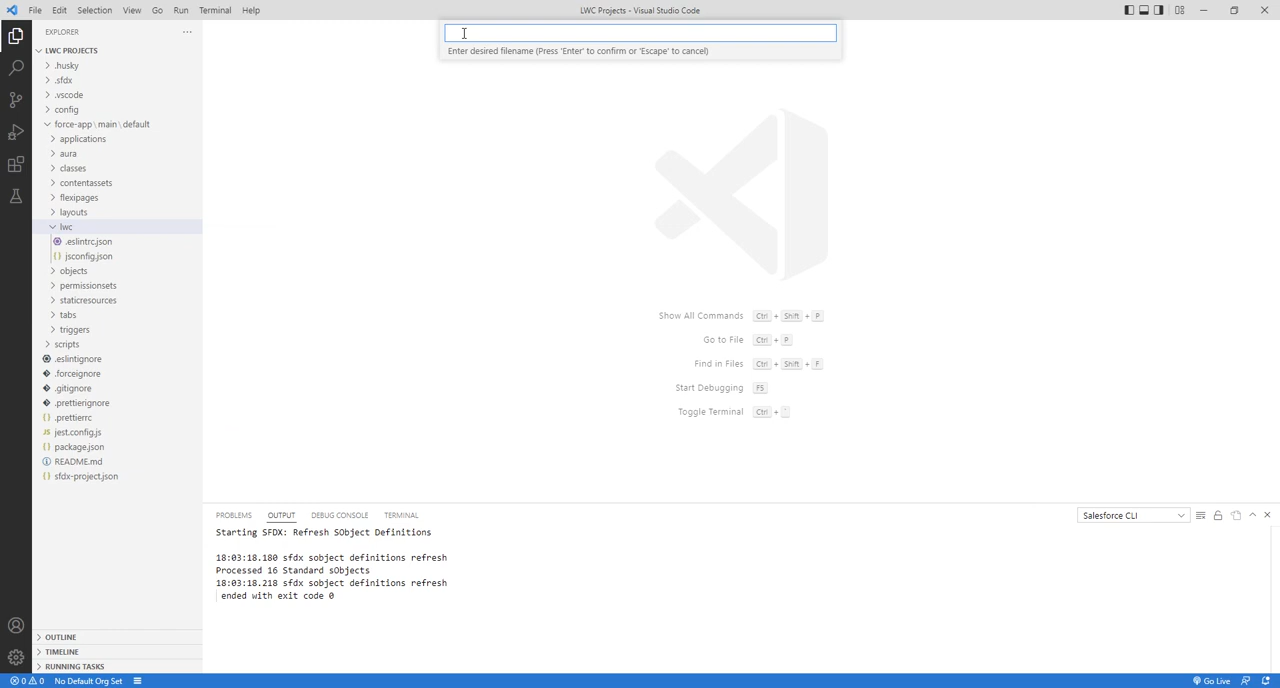 File Edit Selection View Go Run Terminal Help
LWC Projects - Visual Studio Code
Enter desired filename (Press 'Enter' to confirm or 'Escape' to cancel)
EXPLORER
LWC PROJECTS
.husky
.sfdx
.vscode
config
force-app \ main \ default
applications
aura
classes
contentassets
flexipages
layouts
lwc
.eslintrc.json
jsconfig.json
objects
permissionsets
staticresources
tabs
triggers
scripts
.eslintignore
.forceignore
.gitignore
.prettierignore
.prettierrc
jest.config.js
package.json
README.md
sfdx-project.json
OUTLINE
TIMELINE
RUNNING TASKS
Show All Commands Ctrl + Shift + P
Go to File Ctrl + P
Find in Files Ctrl + Shift + F
Start Debugging F5
Toggle Terminal Ctrl + `
PROBLEMS OUTPUT DEBUG CONSOLE TERMINAL
Salesforce CLI
Starting SFDX: Refresh SObject Definitions
18:03:18.180 sfdx sobject definitions refresh
Processed 16 Standard sObjects
18:03:18.218 sfdx sobject definitions refresh
ended with exit code 0
0 0 No Default Org Set
Go Live